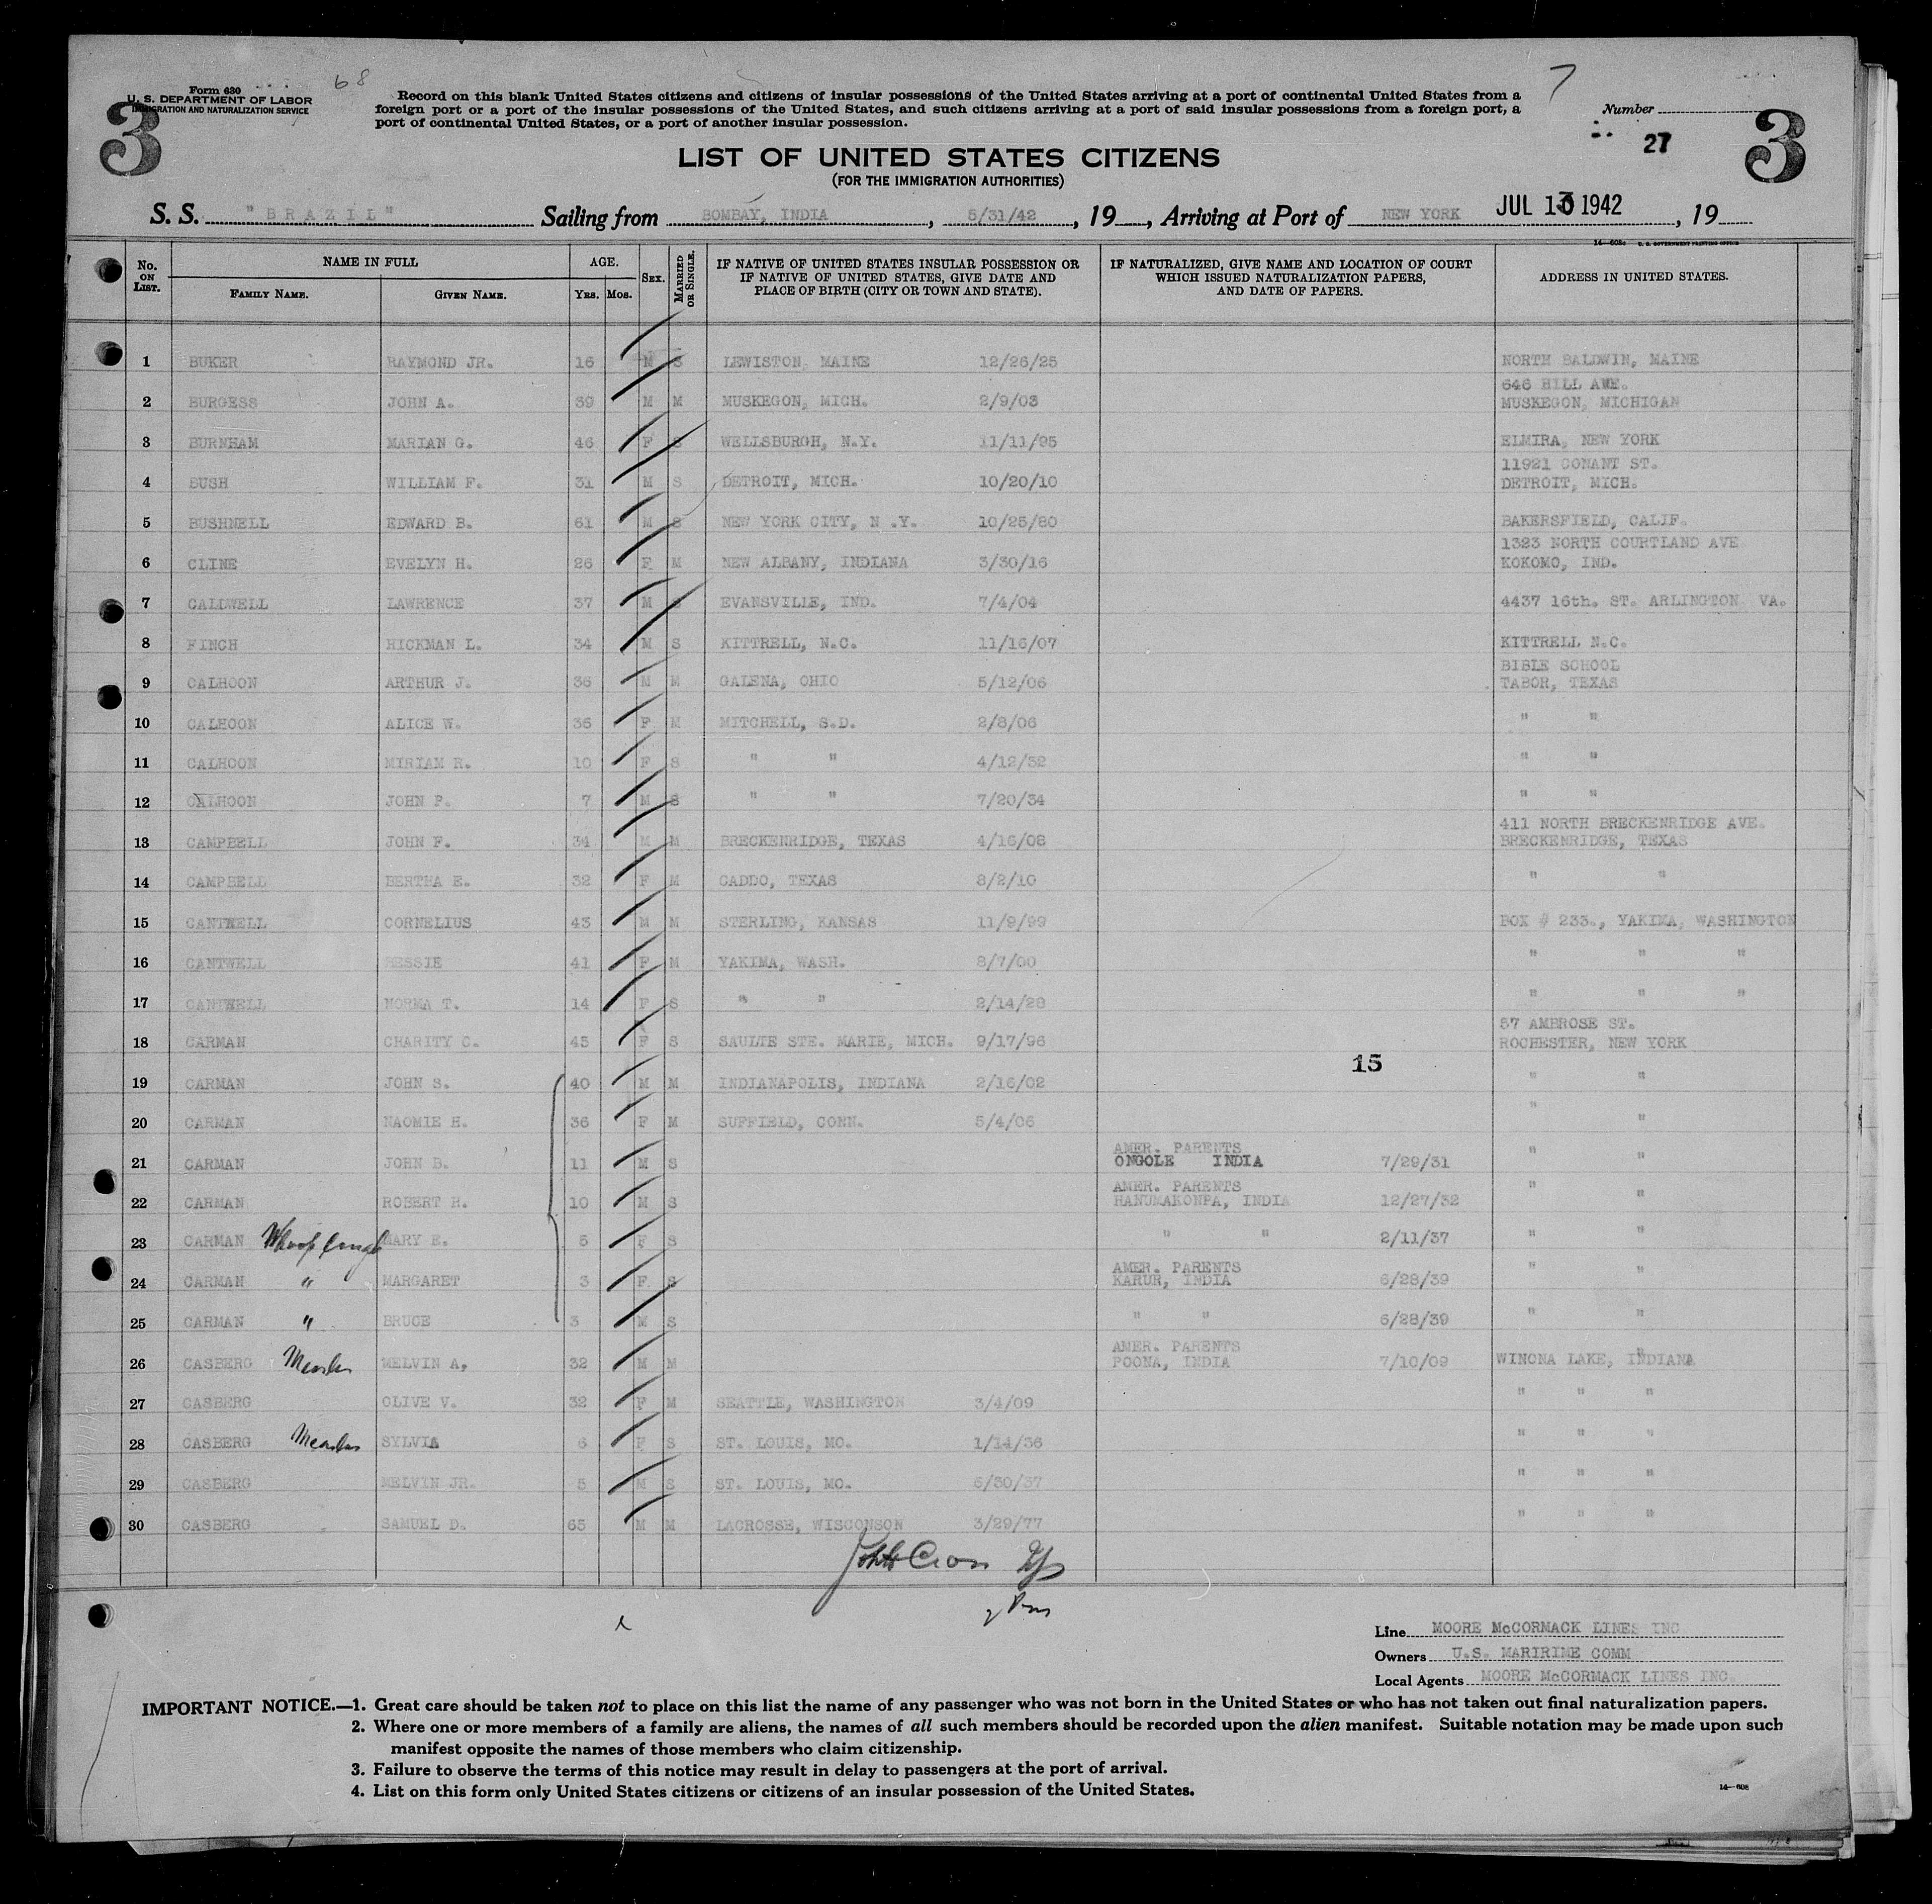 68
7
Form 630
U. S. DEPARTMENT OF LABOR
IMMIGRATION AND NATURALIZATION SERVICE
3
Record on this blank United States citizens and citizens of insular possessions of the United States arriving at a port of continental United States from a
foreign port or a port of the insular possessions of the United States, and such citizens arriving at a port of said insular possessions from a foreign port, a
port of continental United States, or a port of another insular possession.
Number
27
3
LIST OF UNITED STATES CITIZENS
(FOR THE IMMIGRATION AUTHORITIES)
S. S. "BRAZIL" Sailing from BOMBAY, INDIA, 5/31/42, 19, Arriving at Port of NEW YORK JUL 13 1942, 19
14—608c U. S. GOVERNMENT PRINTING OFFICE
No. ON LIST. NAME IN FULL FAMILY NAME. GIVEN NAME. AGE. YRS. MOS. SEX. MARRIED OR SINGLE. IF NATIVE OF UNITED STATES INSULAR POSSESSION OR IF NATIVE OF UNITED STATES, GIVE DATE AND PLACE OF BIRTH (CITY OR TOWN AND STATE). IF NATURALIZED, GIVE NAME AND LOCATION OF COURT WHICH ISSUED NATURALIZATION PAPERS, AND DATE OF PAPERS. ADDRESS IN UNITED STATES.
1 BUKER RAYMOND JR. 16 M S LEWISTON, MAINE 12/26/25 NORTH BALDWIN, MAINE
646 HILL AVE.
2 BURGESS JOHN A. 39 M M MUSKEGON, MICH. 2/9/03 MUSKEGON, MICHIGAN
3 BURNHAM MARIAN G. 46 F S WELLSBURGH, N.Y. 11/11/95 ELMIRA, NEW YORK
11921 CONANT ST.
4 BUSH WILLIAM F. 31 M S DETROIT, MICH. 10/20/10 DETROIT, MICH.
5 BUSHNELL EDWARD B. 61 M S NEW YORK CITY, N .Y. 10/25/80 BAKERSFIELD, CALIF.
1323 NORTH COURTLAND AVE
6 CLINE EVELYN H. 26 F M NEW ALBANY, INDIANA 3/30/16 KOKOMO, IND.
7 CALDWELL LAWRENCE 37 M S EVANSVILLE, IND. 7/4/04 4437 16th. ST. ARLINGTON VA.
8 FINCH HICKMAN L. 34 M S KITTRELL, N.C. 11/16/07 KITTRELL N.C.
BIBLE SCHOOL
9 CALHOON ARTHUR J. 36 M M GALENA, OHIO 5/12/06 TABOR, TEXAS
10 CALHOON ALICE W. 36 F M MITCHELL, S.D. 2/8/06 " "
11 CALHOON MIRIAM R. 10 F S " " 4/12/32 " "
12 CALHOON JOHN P. 7 M S " " 7/20/34 " "
411 NORTH BRECKENRIDGE AVE.
13 CAMPBELL JOHN F. 34 M M BRECKENRIDGE, TEXAS 4/16/08 BRECKENRIDGE, TEXAS
14 CAMPBELL BERTHA E. 32 F M CADDO, TEXAS 8/2/10 " "
15 CANTWELL CORNELIUS 43 M M STERLING, KANSAS 11/9/99 BOX # 233., YAKIMA, WASHINGTON
16 CANTWELL BESSIE 41 F M YAKIMA, WASH. 8/7/00 " " "
17 CANTWELL NORMA T. 14 F S " " 2/14/28 " " "
57 AMBROSE ST.
18 CARMAN CHARITY C. 45 F S SAULTE STE. MARIE, MICH. 9/17/96 ROCHESTER, NEW YORK
15
19 CARMAN JOHN S. 40 M M INDIANAPOLIS, INDIANA 2/16/02 " "
20 CARMAN NAOMIE H. 36 F M SUFFIELD, CONN. 5/4/06 " "
AMER. PARENTS
21 CARMAN JOHN B. 11 M S ONGOLE INDIA 7/29/31 " "
AMER. PARENTS
22 CARMAN ROBERT H. 10 M S HANUMAKONPA, INDIA 12/27/32 " "
23 CARMAN Whoop Cough MARY E. 5 F S " " 2/11/37 " "
AMER. PARENTS
24 CARMAN " MARGARET 3 F S KARUR, INDIA 6/28/39 " "
25 CARMAN " BRUCE 3 M S " " 6/28/39 " "
AMER. PARENTS
26 CASBERG Measles MELVIN A, 32 M M POONA, INDIA 7/10/09 WINONA LAKE, INDIANA
27 CASBERG OLIVE V. 32 F M SEATTLE, WASHINGTON 3/4/09 " " "
28 CASBERG Measles SYLVIA 6 F S ST. LOUIS, MO. 1/14/36 " " "
29 CASBERG MELVIN JR. 5 M S ST. LOUIS, MO. 6/30/37 " " "
30 CASBERG SAMUEL D. 65 M M LACROSSE, WISCONSON 3/29/77 " " "
Line MOORE McCORMACK LINES INC
Owners U.S. MARIRIME COMM
Local Agents MOORE McCORMACK LINES INC.
IMPORTANT NOTICE.—1. Great care should be taken not to place on this list the name of any passenger who was not born in the United States or who has not taken out final naturalization papers.
2. Where one or more members of a family are aliens, the names of all such members should be recorded upon the alien manifest. Suitable notation may be made upon such
manifest opposite the names of those members who claim citizenship.
3. Failure to observe the terms of this notice may result in delay to passengers at the port of arrival.
4. List on this form only United States citizens or citizens of an insular possession of the United States.
14—608